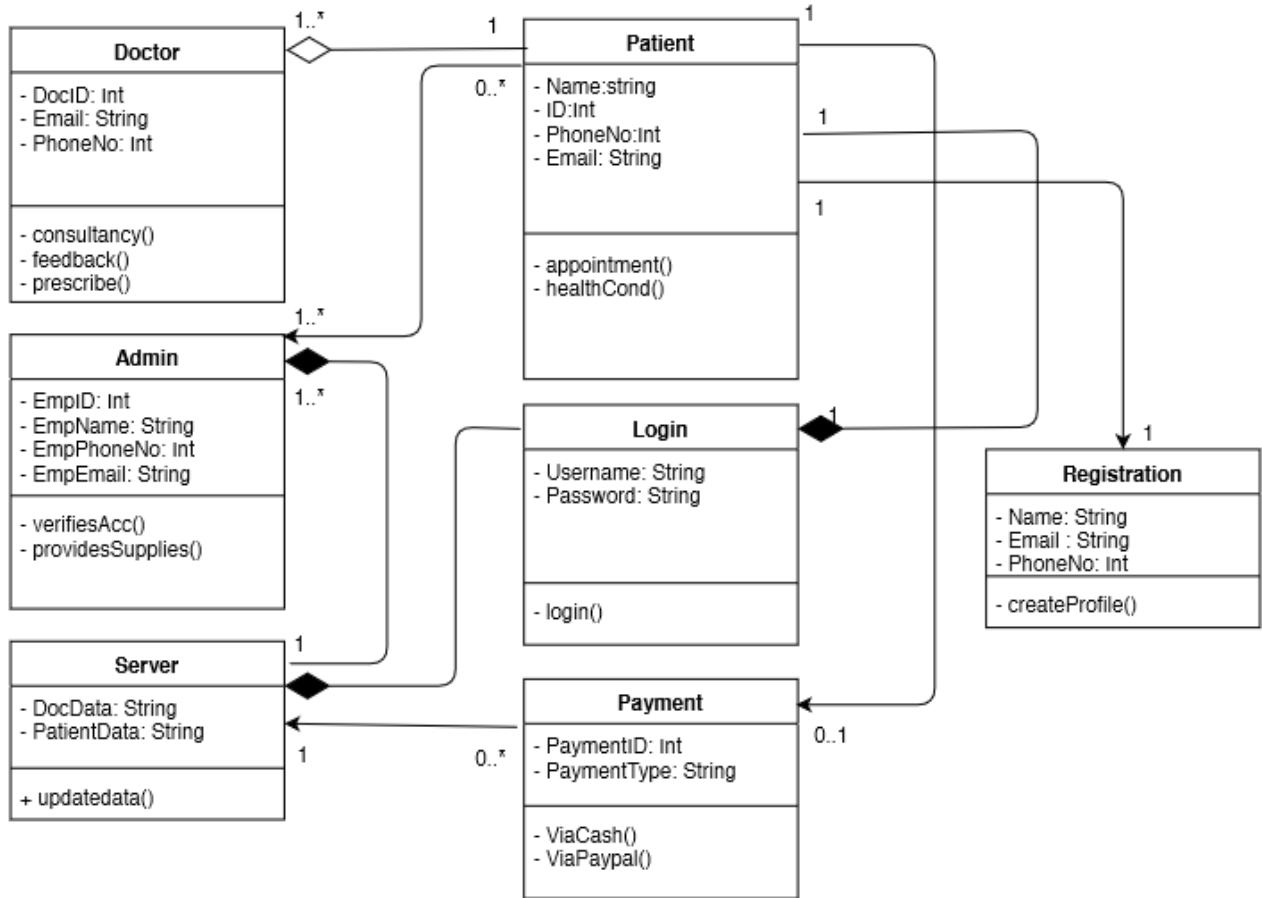 1..*
1
Doctor
- DocID: Int
- Email: String
- PhoneNo: Int
- consultancy()
- feedback()
- prescribe()
Patient
- Name:string
- ID:Int
- PhoneNo:Int
- Email: String
- appointment()
- healthCond()
1
0..*
1
1
1..*
Admin
- EmpID: Int
- EmpName: String
- EmpPhoneNo: Int
- EmpEmail: String
- verifiesAcc()
- providesSupplies()
1..*
Login
- Username: String
- Password: String
- login()
1
1
Registration
- Name: String
- Email : String
- PhoneNo: Int
- createProfile()
Server
- DocData: String
- PatientData: String
+ updatedata()
1
1
0..*
Payment
- PaymentID: Int
- PaymentType: String
- ViaCash()
- ViaPaypal()
0..1